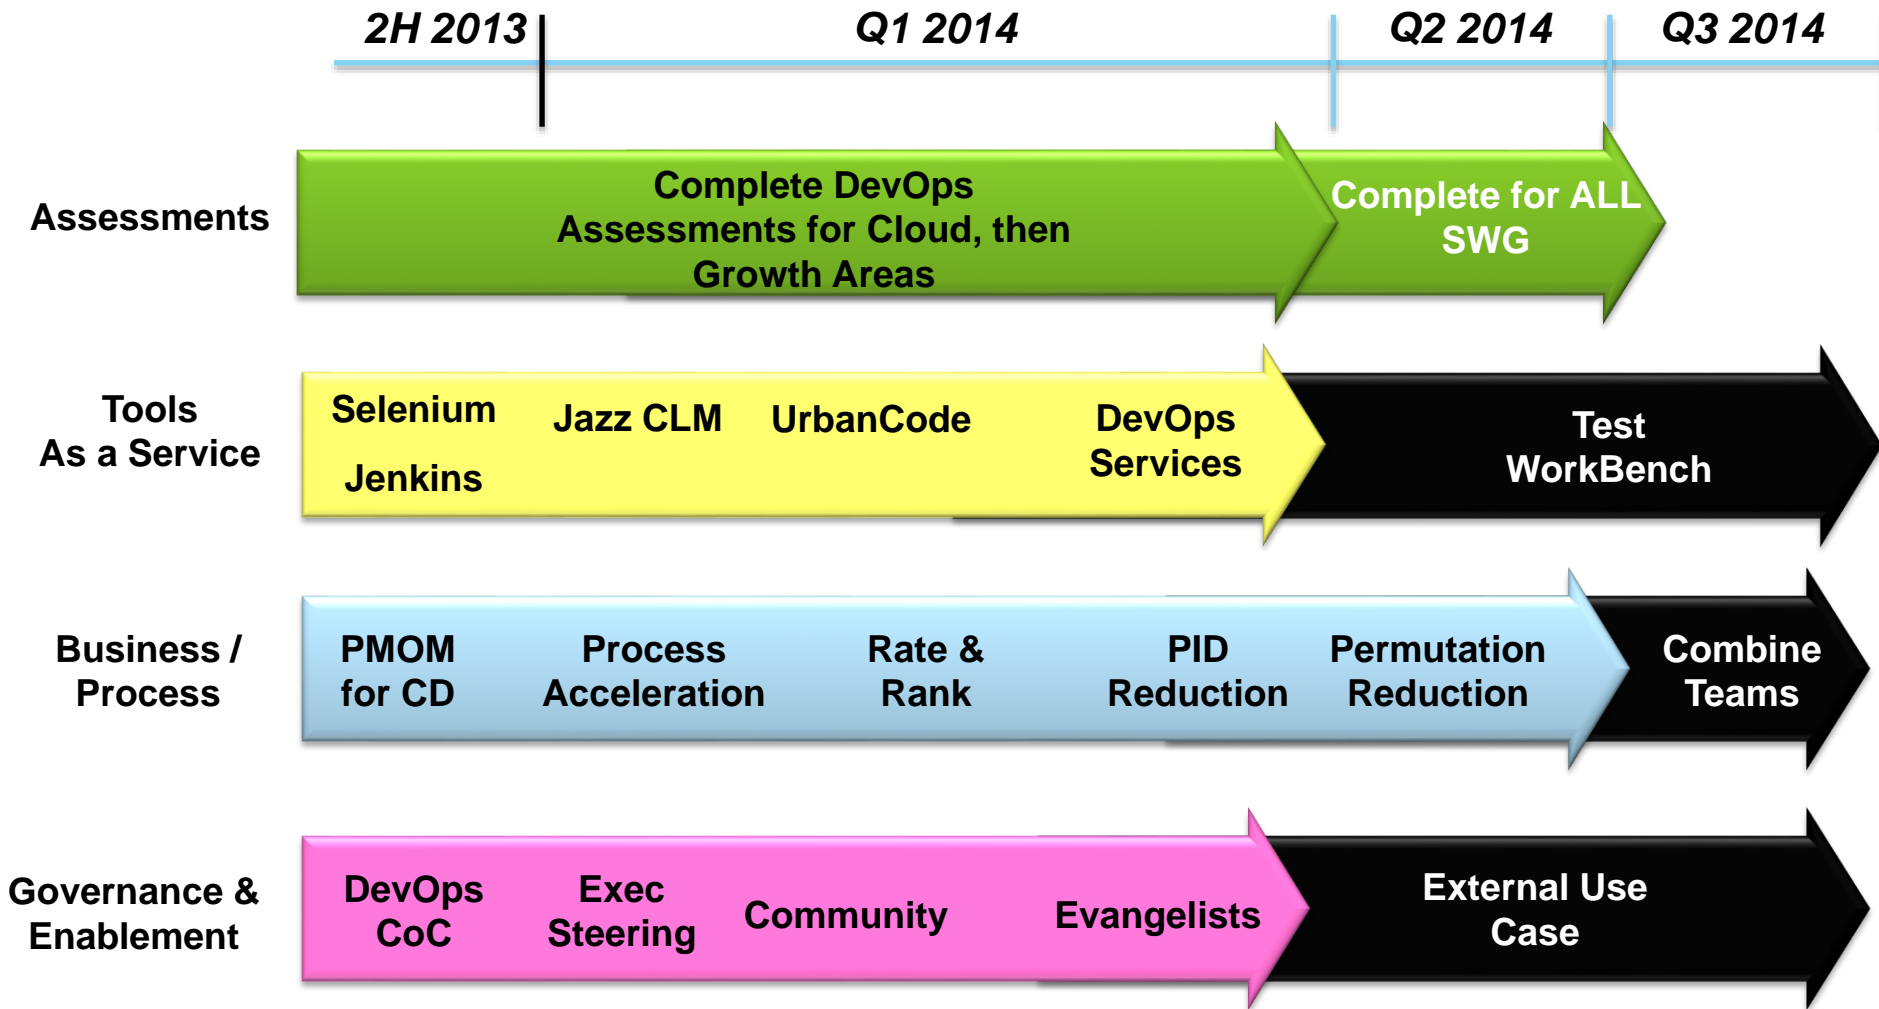 2H 2013
Q1 2014
Q2 2014
Q3 2014
Assessments
Complete DevOps
Assessments for Cloud, then
Growth Areas
Complete for ALL
SWG
Tools
As a Service
Selenium
Jenkins
Jazz CLM
UrbanCode
DevOps
Services
Test
WorkBench
Business /
Process
PMOM
for CD
Process
Acceleration
Rate &
Rank
PID
Reduction
Permutation
Reduction
Combine
Teams
Governance &
Enablement
DevOps
CoC
Exec
Steering
Community
Evangelists
External Use
Case